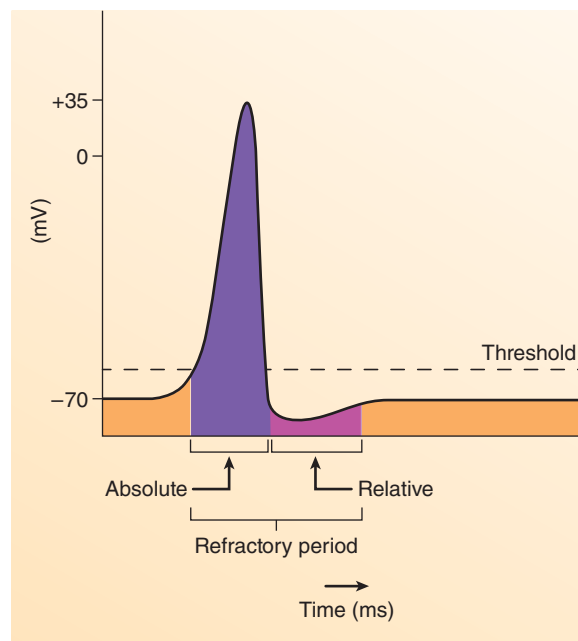 +35
0
(mV)
Threshold
–70
Absolute
Relative
Refractory period
Time (ms)